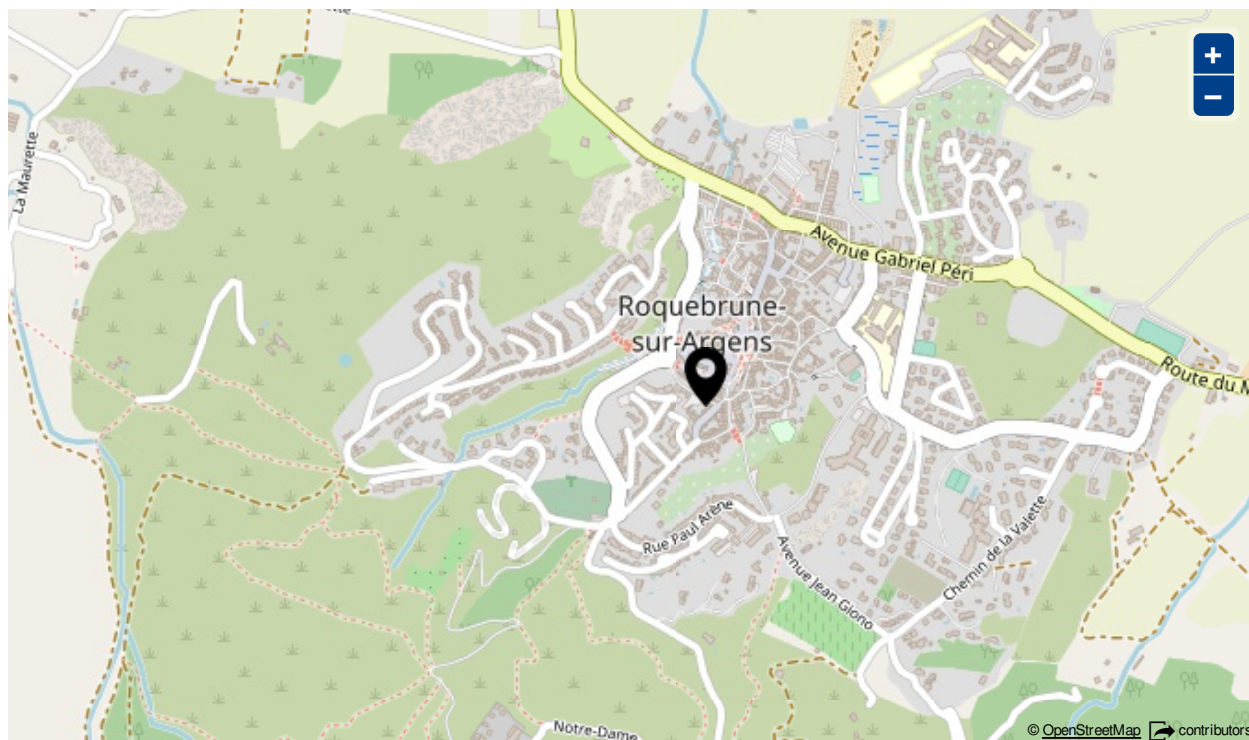 +
−
La Maurette
Avenue Gabriel Péri
Roquebrune-
sur-Argens
Route du M
Rue Paul Arène
Avenue Jean Giono
Chemin de la Valette
Notre-Dame
© OpenStreetMap contributors